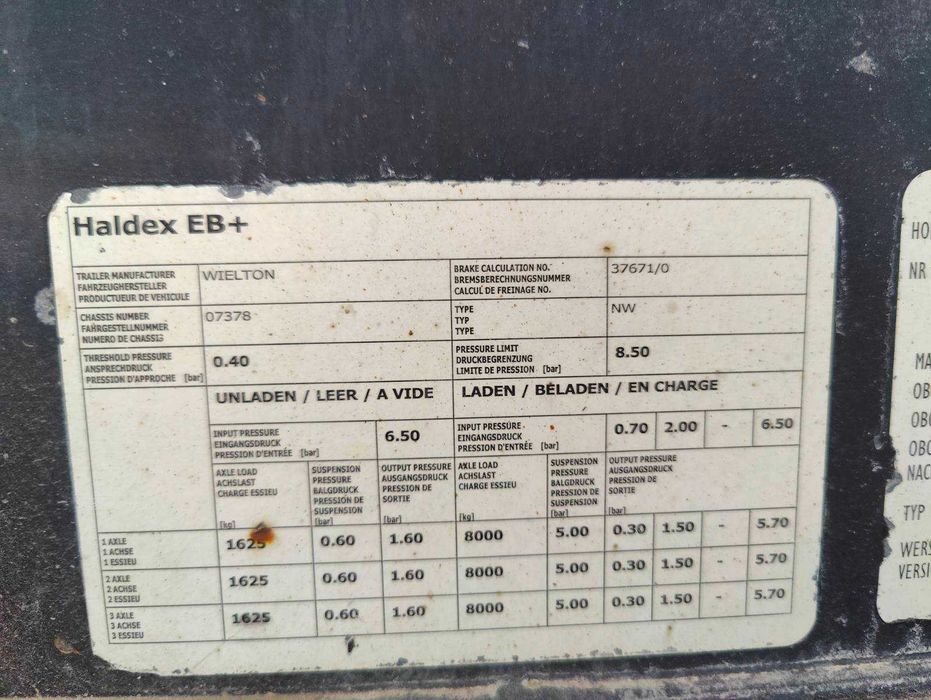 Haldex EB+
TRAILER MANUFACTURER
FAHRZEUGHERSTELLER
PRODUCTUEUR DE VEHICULE
WIELTON
BRAKE CALCULATION NO.
BREMSBERECHNUNGSNUMMER
CALCUL DE FREINAGE NO.
37671/0
CHASSIS NUMBER
FAHRGESTELLNUMMER
NUMERO DE CHASSIS
07378
TYPE
TYP
TYPE
NW
THRESHOLD PRESSURE
ANSPRECHDRUCK
PRESSION D'APPROCHE [bar]
0.40
PRESSURE LIMIT
DRUCKBEGRENZUNG
LIMITE DE PRESSION [bar]
8.50
UNLADEN / LEER / A VIDE
LADEN / BELADEN / EN CHARGE
INPUT PRESSURE
EINGANGSDRUCK
PRESSION D'ENTRÉE [bar]
6.50
INPUT PRESSURE
EINGANGSDRUCK
PRESSION D'ENTRÉE [bar]
0.70 2.00 - 6.50
AXLE LOAD
ACHSLAST
CHARGE ESSIEU
[kg]
SUSPENSION
PRESSURE
BALGDRUCK
PRESSION DE
SUSPENSION
[bar]
OUTPUT PRESSURE
AUSGANGSDRUCK
PRESSION DE
SORTIE
[bar]
AXLE LOAD
ACHSLAST
CHARGE ESSIEU
[kg]
SUSPENSION
PRESSURE
BALGDRUCK
PRESSION DE
SUSPENSION
[bar]
OUTPUT PRESSURE
AUSGANGSDRUCK
PRESSION DE
SORTIE
[bar]
1 AXLE
1 ACHSE
1 ESSIEU
1625 0.60 1.60 8000 5.00 0.30 1.50 - 5.70
2 AXLE
2 ACHSE
2 ESSIEU
1625 0.60 1.60 8000 5.00 0.30 1.50 - 5.70
3 AXLE
3 ACHSE
3 ESSIEU
1625 0.60 1.60 8000 5.00 0.30 1.50 - 5.70
NR
TYP